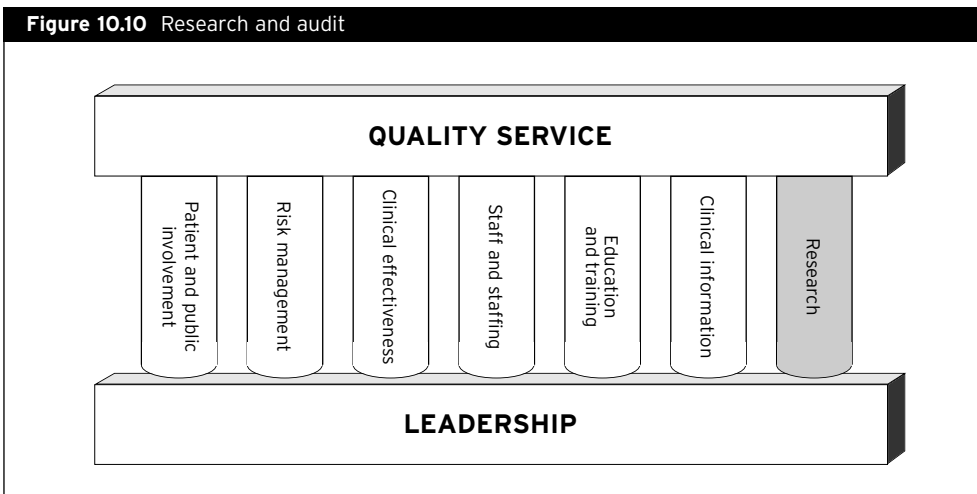 Figure 10.10 Research and audit
QUALITY SERVICE
Patient and public
involvement
Risk management
Clinical effectiveness
Staff and staffing
Education
and training
Clinical information
Research
LEADERSHIP